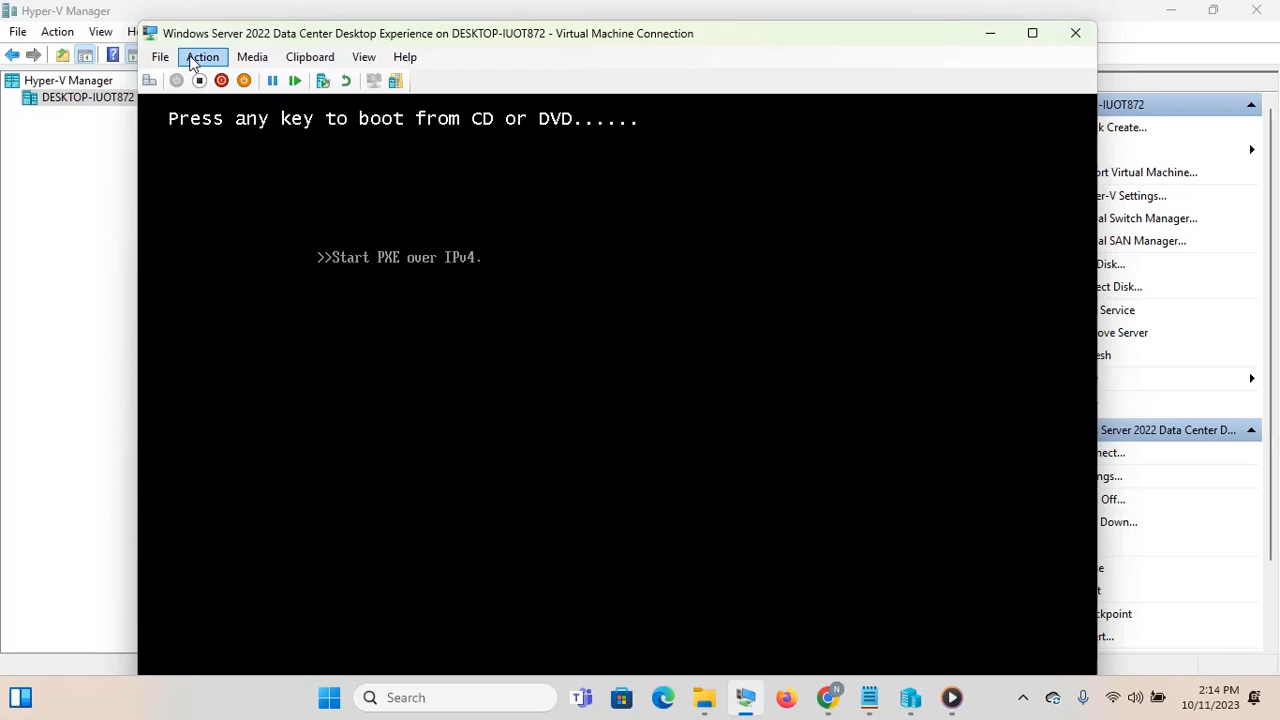 Hyper-V Manager
File Action View H
Windows Server 2022 Data Center Desktop Experience on DESKTOP-IUOT872 - Virtual Machine Connection
File Action Media Clipboard View Help
Hyper-V Manager
DESKTOP-IUOT872
Press any key to boot from CD or DVD......
>>Start PXE over IPv4.
-IUOT872
k Create...
ort Virtual Machine...
er-V Settings...
al Switch Manager...
al SAN Manager...
Disk...
ect Disk...
Service
ove Server
esh
Server 2022 Data Center D...
nect...
ngs...
Off...
Down...
e
t
ckpoint
ert...
Search
2:14 PM
10/11/2023